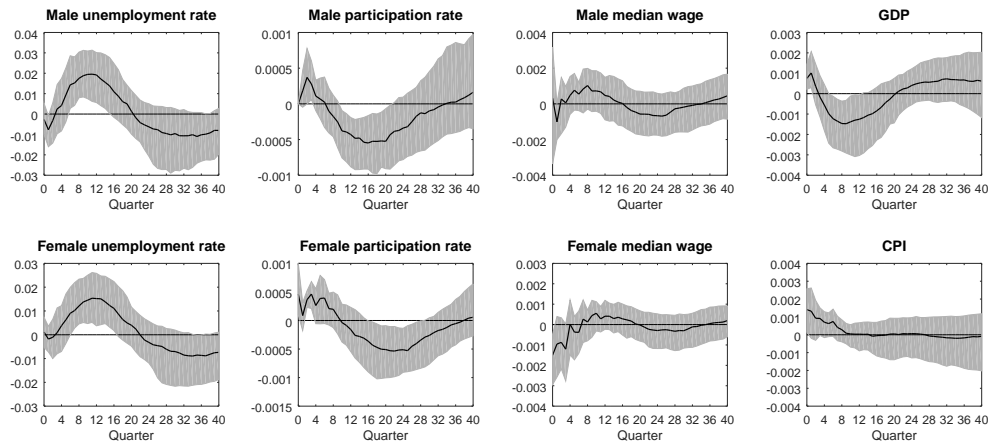 Male unemployment rate
0.04
0.03
0.02
0.01
0
-0.01
-0.02
-0.03
0 4 8 12 16 20 24 28 32 36 40
Quarter
Male participation rate
0.001
0.0005
0
-0.0005
-0.001
0 4 8 12 16 20 24 28 32 36 40
Quarter
Male median wage
0.004
0.002
0
-0.002
-0.004
0 4 8 12 16 20 24 28 32 36 40
Quarter
GDP
0.003
0.002
0.001
0
-0.001
-0.002
-0.003
-0.004
0 4 8 12 16 20 24 28 32 36 40
Quarter
Female unemployment rate
0.03
0.02
0.01
0
-0.01
-0.02
-0.03
0 4 8 12 16 20 24 28 32 36 40
Quarter
Female participation rate
0.001
0.0005
0
-0.0005
-0.001
-0.0015
0 4 8 12 16 20 24 28 32 36 40
Quarter
Female median wage
0.003
0.002
0.001
0
-0.001
-0.002
-0.003
-0.004
0 4 8 12 16 20 24 28 32 36 40
Quarter
CPI
0.004
0.003
0.002
0.001
0
-0.001
-0.002
-0.003
-0.004
0 4 8 12 16 20 24 28 32 36 40
Quarter